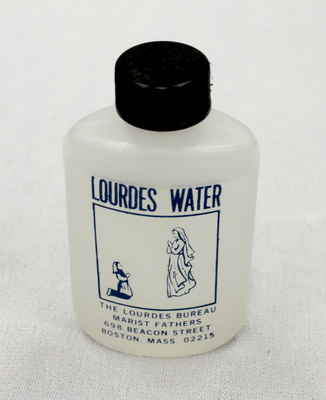 LOURDES WATER
THE LOURDES BUREAU
MARIST FATHERS
698 BEACON STREET
BOSTON, MASS 02215